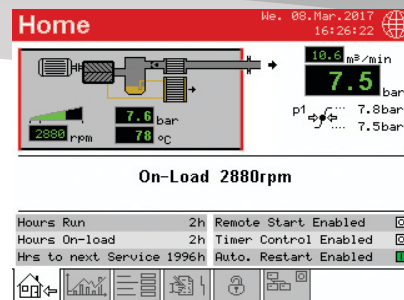 Home
We. 08.Mar.2017
16:26:22
10.6 m³/min
7.5 bar
7.6 bar
p1 7.8bar
7.5bar
2880 rpm
78 °C
On-Load 2880rpm
Hours Run 2h Remote Start Enabled
Hours On-load 2h Timer Control Enabled
Hrs to next Service 1996h Auto. Restart Enabled